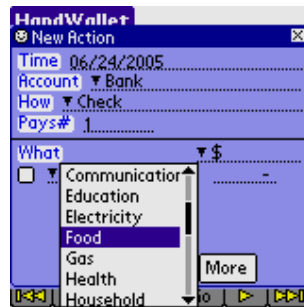 HandWallet
New Action
Time 06/24/2005
Account Bank
How Check
Pays# 1
What $
Communication
Education
Electricity
Food
Gas
Health
Household
-
More